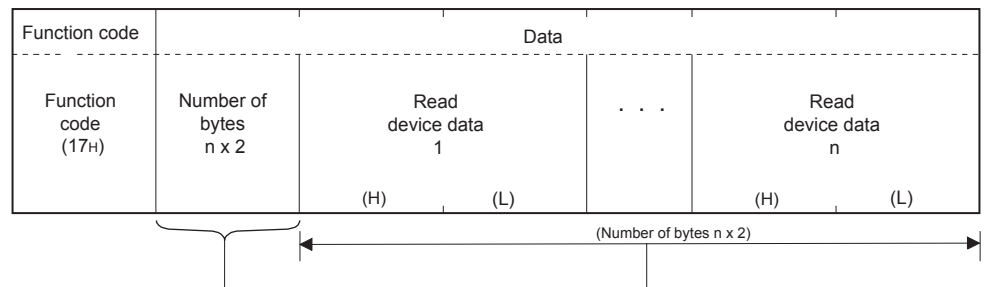 Function code
Data
Function
code
(17H)
Number of
bytes
n x 2
Read
device data
1
(H) (L)
. . .
Read
device data
n
(H) (L)
(Number of bytes n x 2)